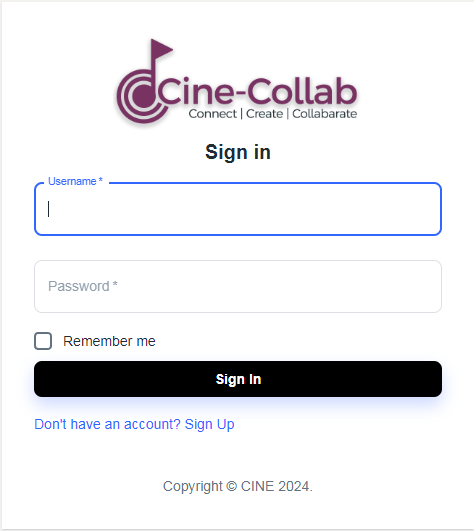 Cine-Collab
Connect | Create | Collabarate
Sign in
Username *
Password *
Remember me
Sign In
Don't have an account? Sign Up
Copyright © CINE 2024.